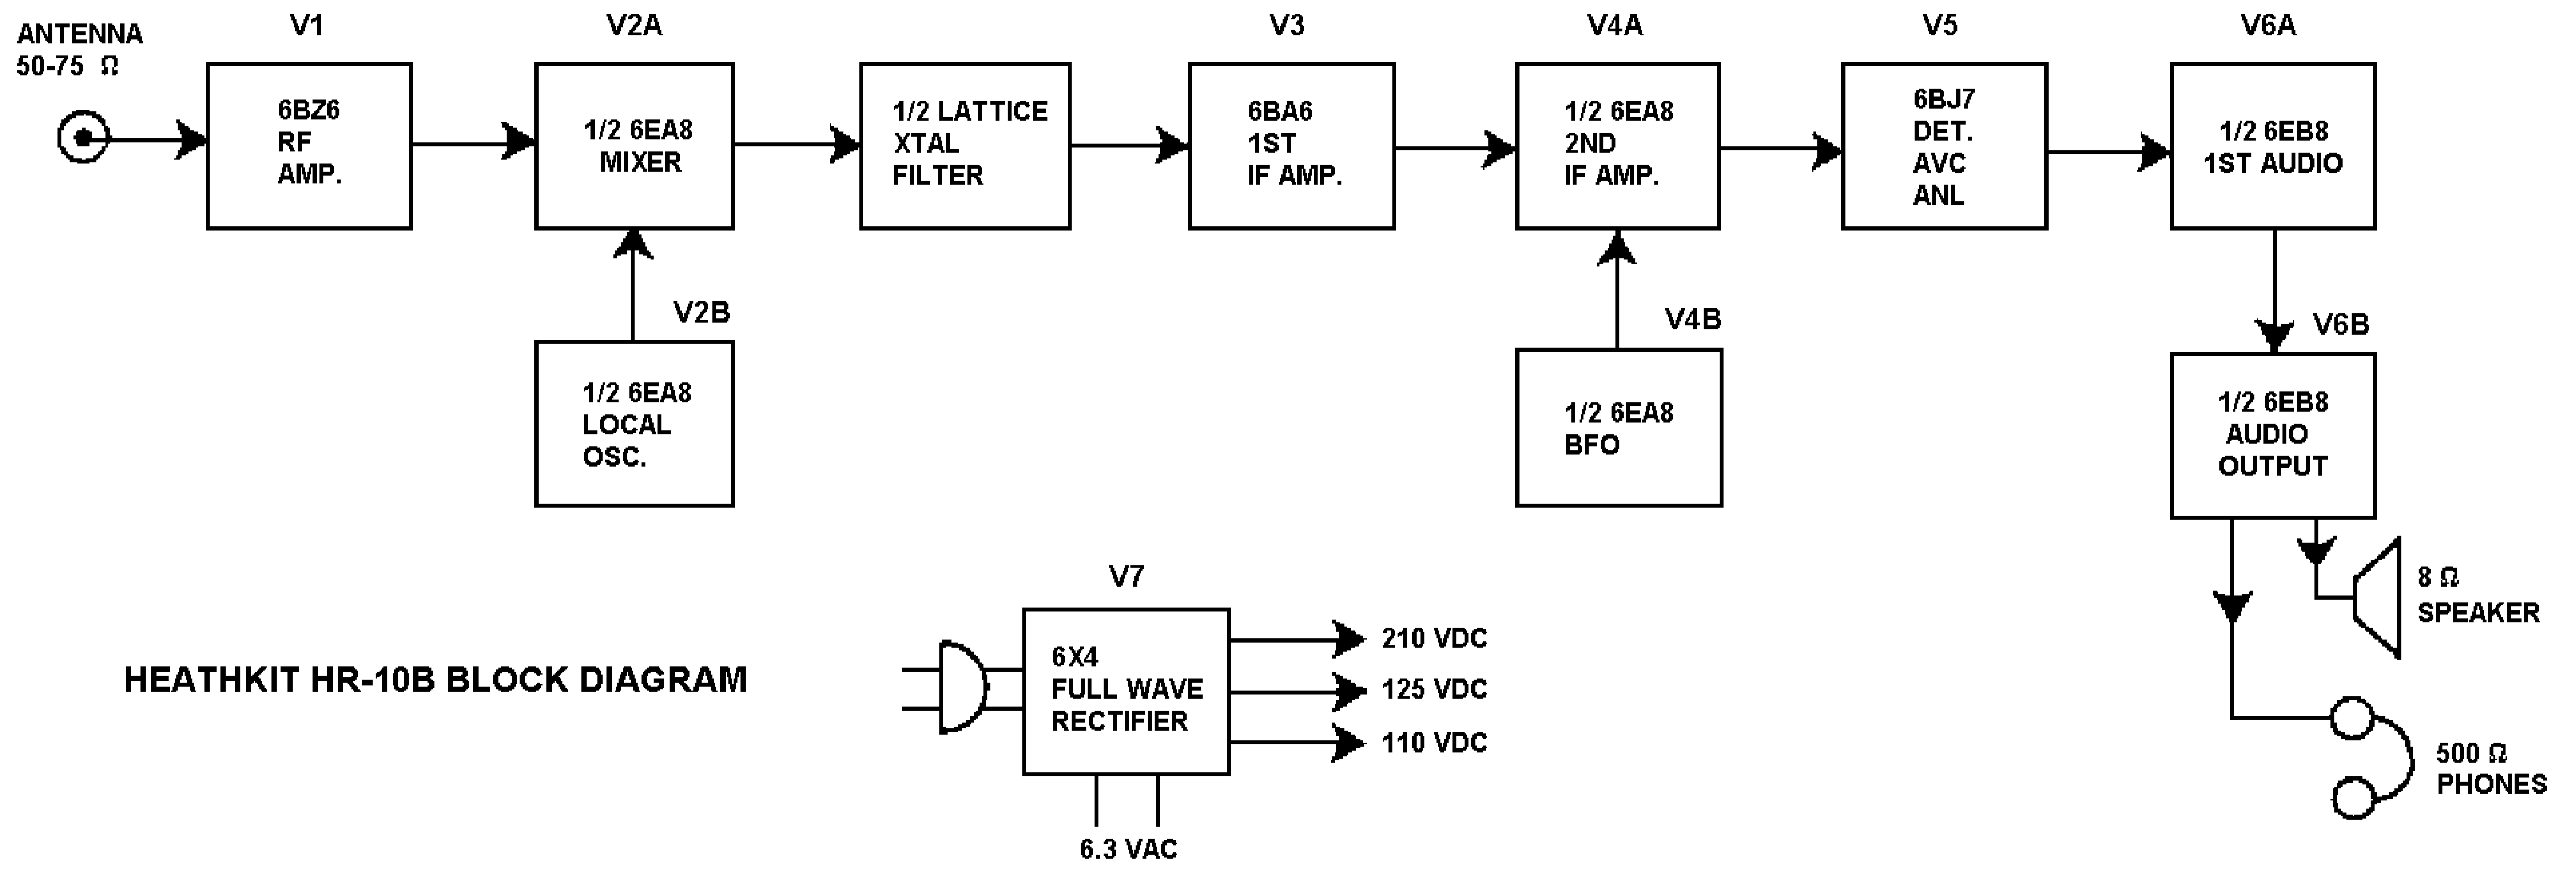 ANTENNA
50-75 Ω
V1
6BZ6
RF
AMP.
V2A
1/2 6EA8
MIXER
V2B
1/2 6EA8
LOCAL
OSC.
1/2 LATTICE
XTAL
FILTER
V3
6BA6
1ST
IF AMP.
V4A
1/2 6EA8
2ND
IF AMP.
V4B
1/2 6EA8
BFO
V5
6BJ7
DET.
AVC
ANL
V6A
1/2 6EB8
1ST AUDIO
V6B
1/2 6EB8
AUDIO
OUTPUT
8 Ω
SPEAKER
500 Ω
PHONES
V7
6X4
FULL WAVE
RECTIFIER
210 VDC
125 VDC
110 VDC
6.3 VAC
HEATHKIT HR-10B BLOCK DIAGRAM